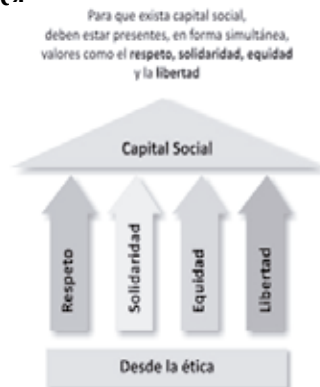 Para que exista capital social,
deben estar presentes, en forma simultánea,
valores como el respeto, solidaridad, equidad
y la libertad
Capital Social
Respeto
Solidaridad
Equidad
Libertad
Desde la ética